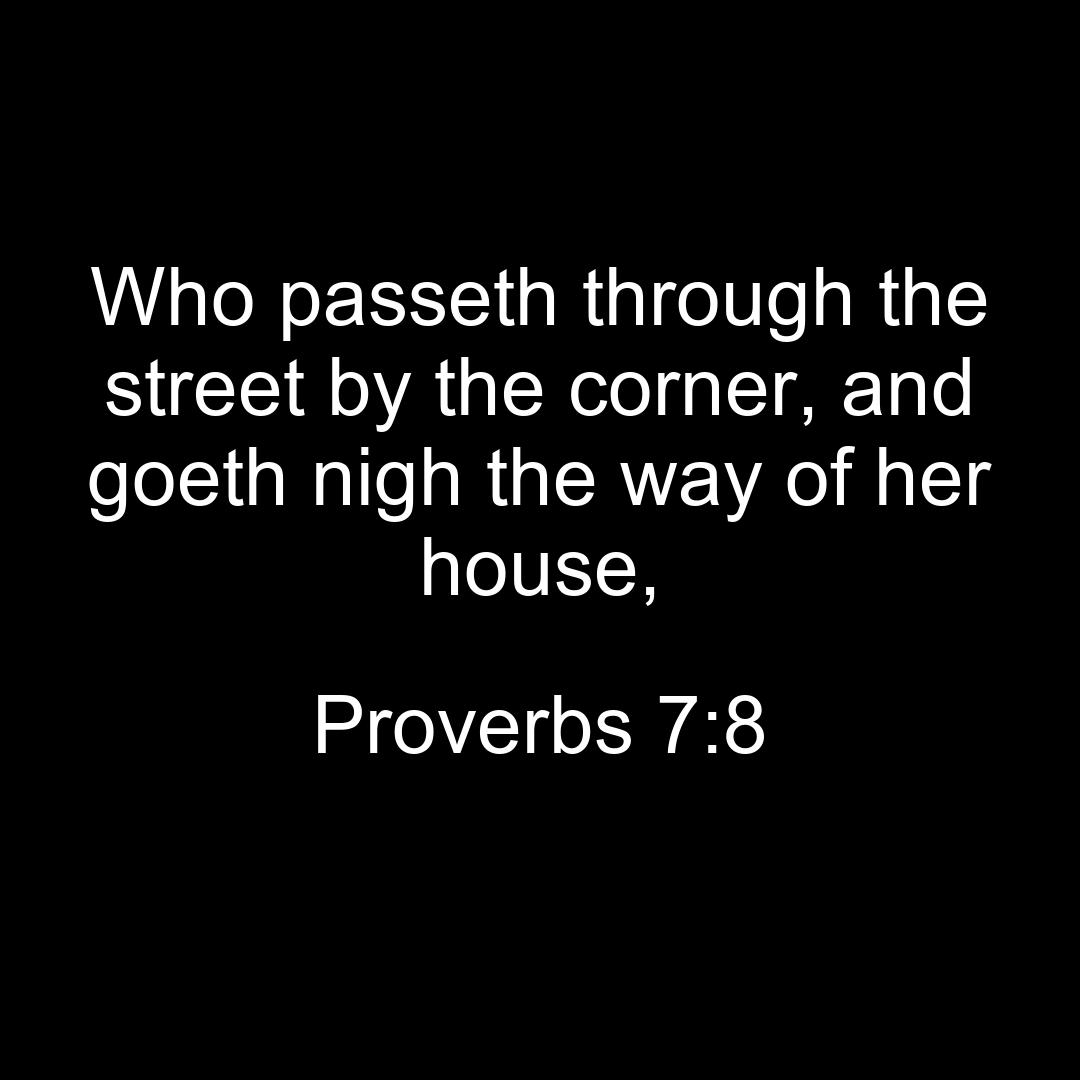 Who passeth through the
street by the corner, and
goeth nigh the way of her
house,
Proverbs 7:8